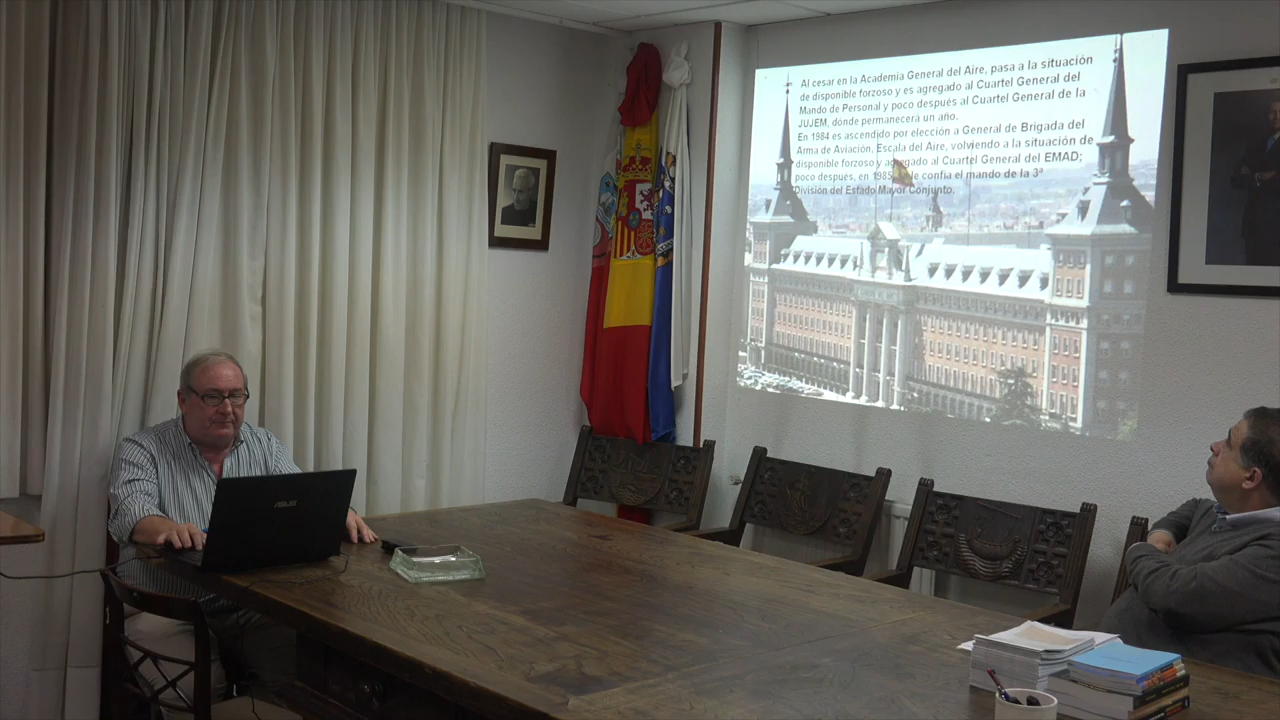 Al cesar en la Academia General del Aire, pasa a la situación
de disponible forzoso y es agregado al Cuartel General del
Mando de Personal y poco después al Cuartel General de la
JUJEM, dónde permanecerá un año.
En 1984 es ascendido por elección a General de Brigada del
Arma de Aviación, Escala del Aire, volviendo a la situación de
disponible forzoso y agregado al Cuartel General del EMAD;
poco después, en 1985 le confía el mando de la 3ª
División del Estado Mayor Conjunto.
ASUS